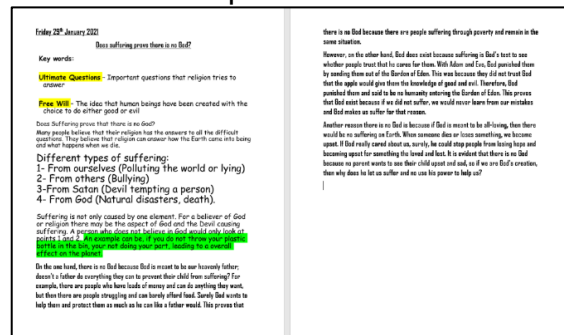 Friday 29th January 2021
Does suffering prove there is no God?
Key words:
Ultimate Questions - Important questions that religion tries to
answer
Free Will - The idea that human beings have been created with the
choice to do either good or evil
Does Suffering prove that there is no God?
Many people believe that their religion has the answers to all the difficult
questions. They believe that religion can answer how the Earth came into being
and what happens when we die.
Different types of suffering:
1- From ourselves (Polluting the world or lying)
2- From others (Bullying)
3-From Satan (Devil tempting a person)
4- From God (Natural disasters, death).
Suffering is not only caused by one element. For a believer of God
or religion there may be the aspect of God and the Devil causing
suffering. A person who does not believe in God would only look at
points 1 and 2. An example can be, if you do not throw your plastic
bottle in the bin, your not doing your part, leading to a overall
effect on the planet.
On the one hand, there is no God because God is meant to be our heavenly father;
doesn't a father do everything they can to prevent their child from suffering? For
example, there are people who have loads of money and can do anything they want,
but then there are people struggling and can barely afford food. Surely God wants to
help them and protect them as much as he can like a father would. This proves that
there is no God because there are people suffering through poverty and remain in the
same situation.
However, on the other hand, God does exist because suffering is God's test to see
whether people trust that he cares for them. With Adam and Eve, God punished them
by sending them out of the Garden of Eden. This was because they did not trust God
that the apple would give them the knowledge of good and evil. Therefore, God
punished them and said to be no humanity entering the Garden of Eden. This proves
that God exist because if we did not suffer, we would never learn from our mistakes
and God makes us suffer for that reason.
Another reason there is no God is because if God is meant to be all-loving, then there
would be no suffering on Earth. When someone dies or loses something, we become
upset. If God really cared about us, surely, he could stop people from losing hope and
becoming upset for something the loved and lost. It is evident that there is no God
because no parent wants to see their child upset and sad, so if we are God's creation,
then why does he let us suffer and no use his power to help us?